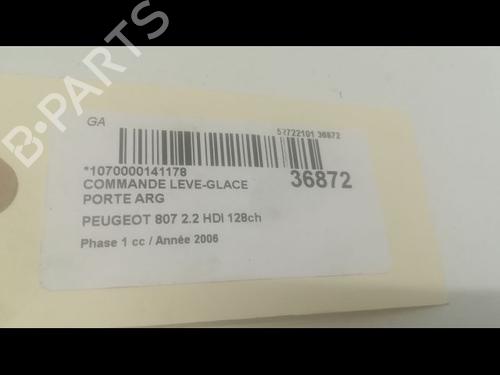 GA
52722101 36872
*1070000141178
36872
COMMANDE LEVE-GLACE
PORTE ARG
PEUGEOT 807 2.2 HDI 128ch
Phase 1 cc / Année 2006
B-PARTS